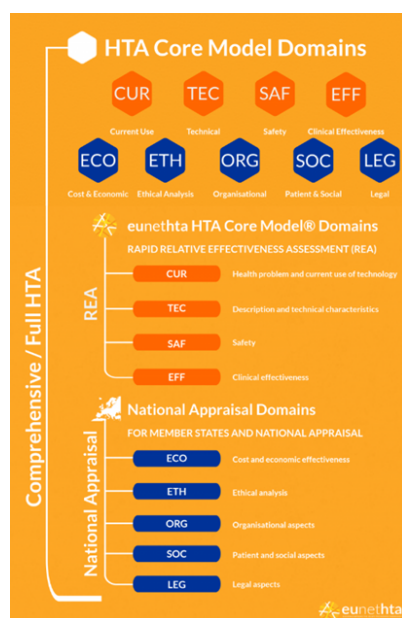 HTA Core Model Domains
CUR TEC SAF EFF
Current Use Technical Safety Clinical Effectiveness
ECO ETH ORG SOC LEG
Cost & Economic Ethical Analysis Organisational Patient & Social Legal
Comprehensive / Full HTA
eunethta HTA Core Model® Domains
RAPID RELATIVE EFFECTIVENESS ASSESSMENT (REA)
REA
CUR Health problem and current use of technology
TEC Description and technical characteristics
SAF Safety
EFF Clinical effectiveness
National Appraisal Domains
FOR MEMBER STATES AND NATIONAL APPRAISAL
National Appraisal
ECO Cost and economic effectiveness
ETH Ethical analysis
ORG Organisational aspects
SOC Patient and social aspects
LEG Legal aspects
eunethta